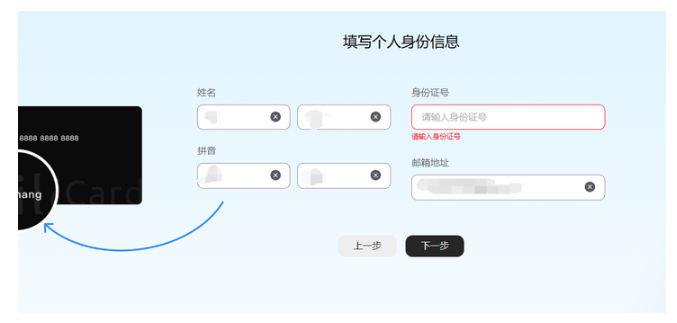 填写个人身份信息
姓名
身份证号
请输入身份证号
8888 8888 8888
请输入身份证号
拼音
邮箱地址
hang
Card
上一步
下一步